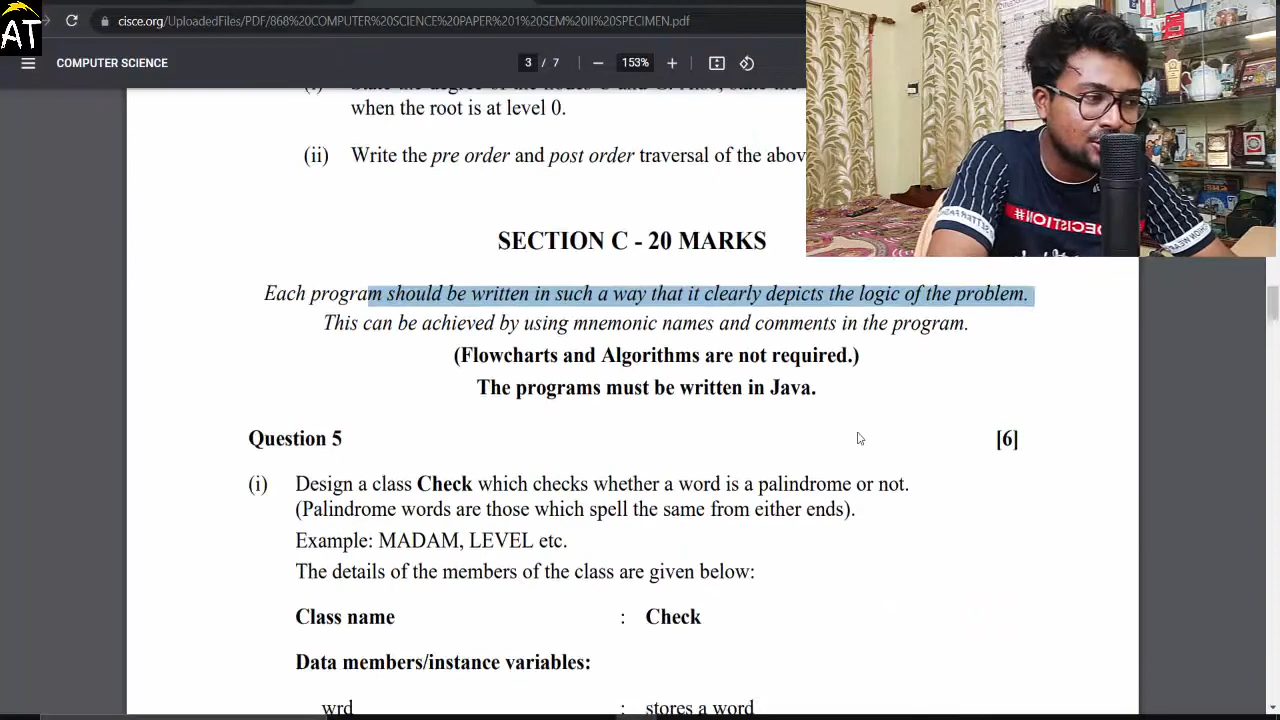 AT
cisce.org/UploadedFiles/PDF/868%20COMPUTER%20SCIENCE%20PAPER%201%20SEM%20II%20SPECIMEN.pdf
COMPUTER SCIENCE
3 / 7
153%
when the root is at level 0.
(ii) Write the pre order and post order traversal of the abov
SECTION C - 20 MARKS
Each program should be written in such a way that it clearly depicts the logic of the problem.
This can be achieved by using mnemonic names and comments in the program.
(Flowcharts and Algorithms are not required.)
The programs must be written in Java.
Question 5 [6]
(i) Design a class Check which checks whether a word is a palindrome or not.
(Palindrome words are those which spell the same from either ends).
Example: MADAM, LEVEL etc.
The details of the members of the class are given below:
Class name : Check
Data members/instance variables:
wrd : stores a word